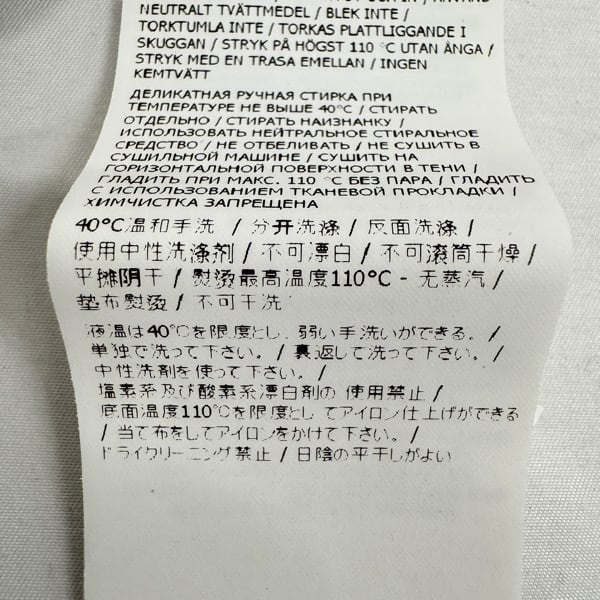 NEUTRALT TVÄTTMEDEL / BLEK INTE /
TORKTUMLA INTE / TORKAS PLATTLIGGANDE I
SKUGGAN / STRYK PÅ HÖGST 110 °C UTAN ÅNGA /
STRYK MED EN TRASA EMELLAN / INGEN
KEMTVÄTT
ДЕЛИКАТНАЯ РУЧНАЯ СТИРКА ПРИ
ТЕМПЕРАТУРЕ НЕ ВЫШЕ 40°C / СТИРАТЬ
ОТДЕЛЬНО / СТИРАТЬ НАИЗНАНКУ /
ИСПОЛЬЗОВАТЬ НЕЙТРАЛЬНОЕ СТИРАЛЬНОЕ
СРЕДСТВО / НЕ ОТБЕЛИВАТЬ / НЕ СУШИТЬ В
СУШИЛЬНОЙ МАШИНЕ / СУШИТЬ НА
ГОРИЗОНТАЛЬНОЙ ПОВЕРХНОСТИ В ТЕНИ /
ГЛАДИТЬ ПРИ МАКС. 110 °C БЕЗ ПАРА / ГЛАДИТЬ
С ИСПОЛЬЗОВАНИЕМ ТКАНЕВОЙ ПРОКЛАДКИ /
ХИМЧИСТКА ЗАПРЕЩЕНА
40°C温和手洗 / 分开洗涤 / 反面洗涤 /
使用中性洗涤剂 / 不可漂白 / 不可滚筒干燥 /
平摊阴干 / 熨烫最高温度110°C - 无蒸汽 /
垫布熨烫 / 不可干洗
液温は40℃を限度とし、弱い手洗いができる。 /
単独で洗って下さい。 / 裏返して洗って下さい。 /
中性洗剤を使って下さい。 /
塩素系及び酸素系漂白剤の 使用禁止 /
底面温度110℃を限度としてアイロン仕上げができる
/ 当て布をしてアイロンをかけて下さい。 /
ドライクリーニング禁止 / 日陰の平干しがよい